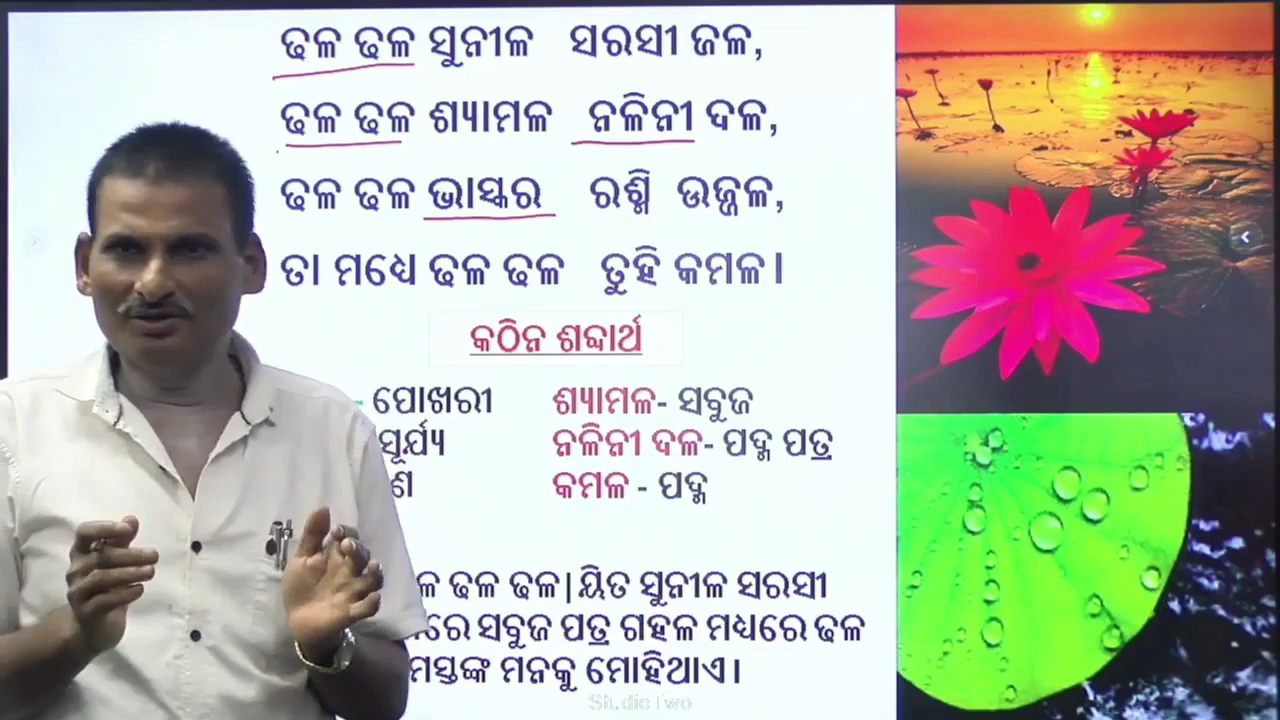 ଢଳ ଢଳ ସୁନୀଳ ସରସୀ ଜଳ,
ଢଳ ଢଳ ଶ୍ୟାମଳ ନଳିନୀ ଦଳ,
ଢଳ ଢଳ ଭାସ୍କର ରଶ୍ମି ଉଜ୍ଜଳ,
ତା ମଧ୍ୟେ ଢଳ ଢଳ ତୁହି କମଳ।
କଠିନ ଶବ୍ଦାର୍ଥ
- ପୋଖରୀ ଶ୍ୟାମଳ- ସବୁଜ
ସୂର୍ଯ୍ୟ ନଳିନୀ ଦଳ- ପଦ୍ମ ପତ୍ର
କମଳ - ପଦ୍ମ
ଢଳ ଢଳ|ୟିତ ସୁନୀଳ ସରସୀ
ସବୁଜ ପତ୍ର ଗହଳ ମଧ୍ୟରେ ଢଳ
ମନକୁ ମୋହିଥାଏ।